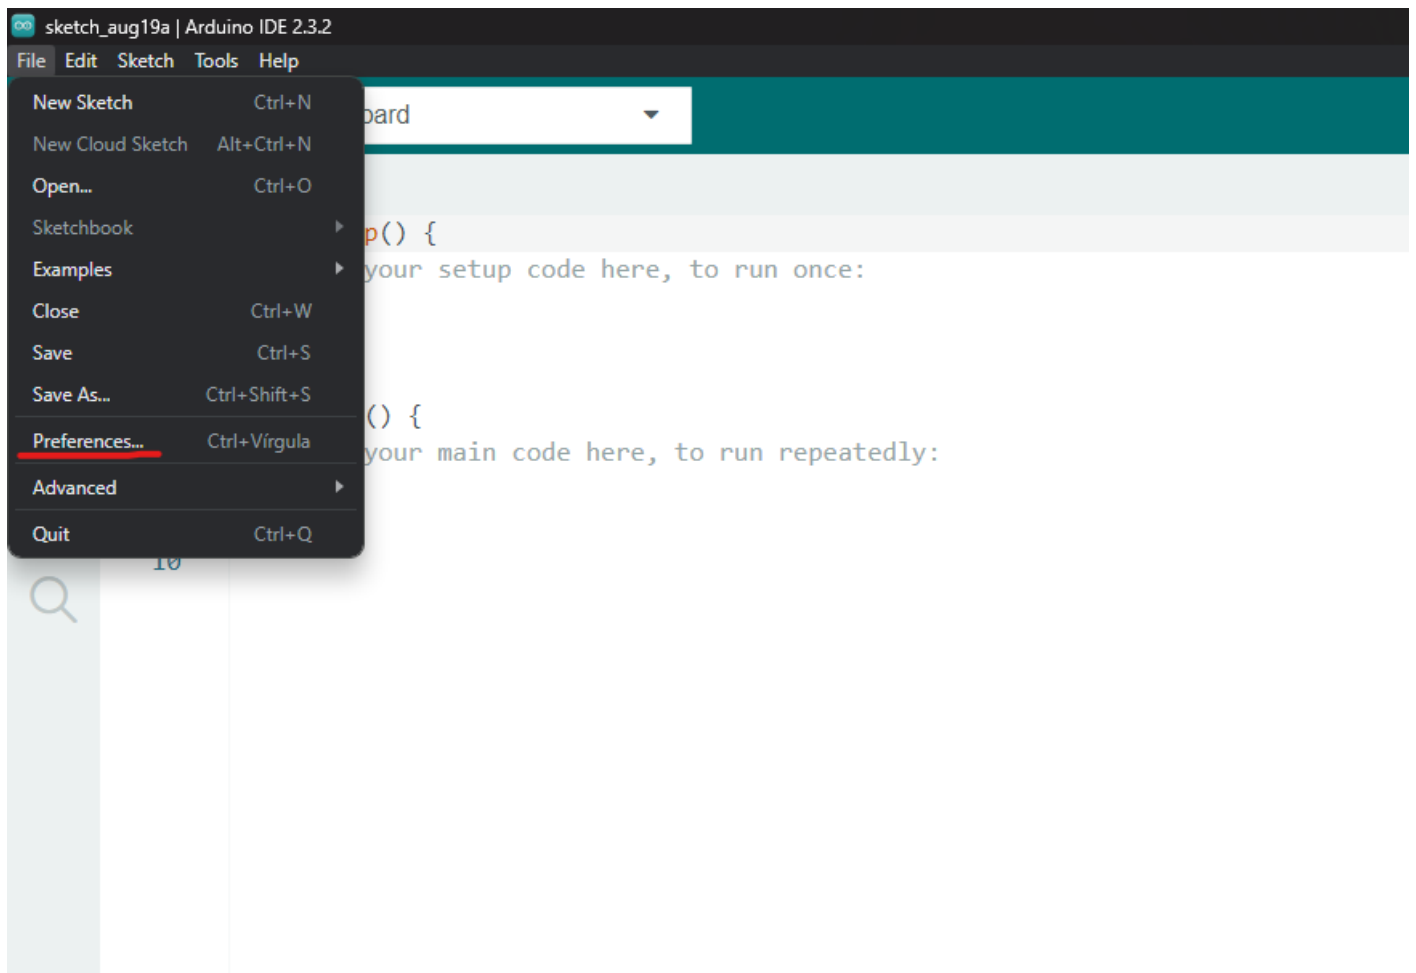 sketch_aug19a | Arduino IDE 2.3.2
File Edit Sketch Tools Help
New Sketch Ctrl+N
New Cloud Sketch Alt+Ctrl+N
Open... Ctrl+O
Sketchbook
Examples
Close Ctrl+W
Save Ctrl+S
Save As... Ctrl+Shift+S
Preferences... Ctrl+Vírgula
Advanced
Quit Ctrl+Q
oard
p() {
your setup code here, to run once:
() {
your main code here, to run repeatedly:
10